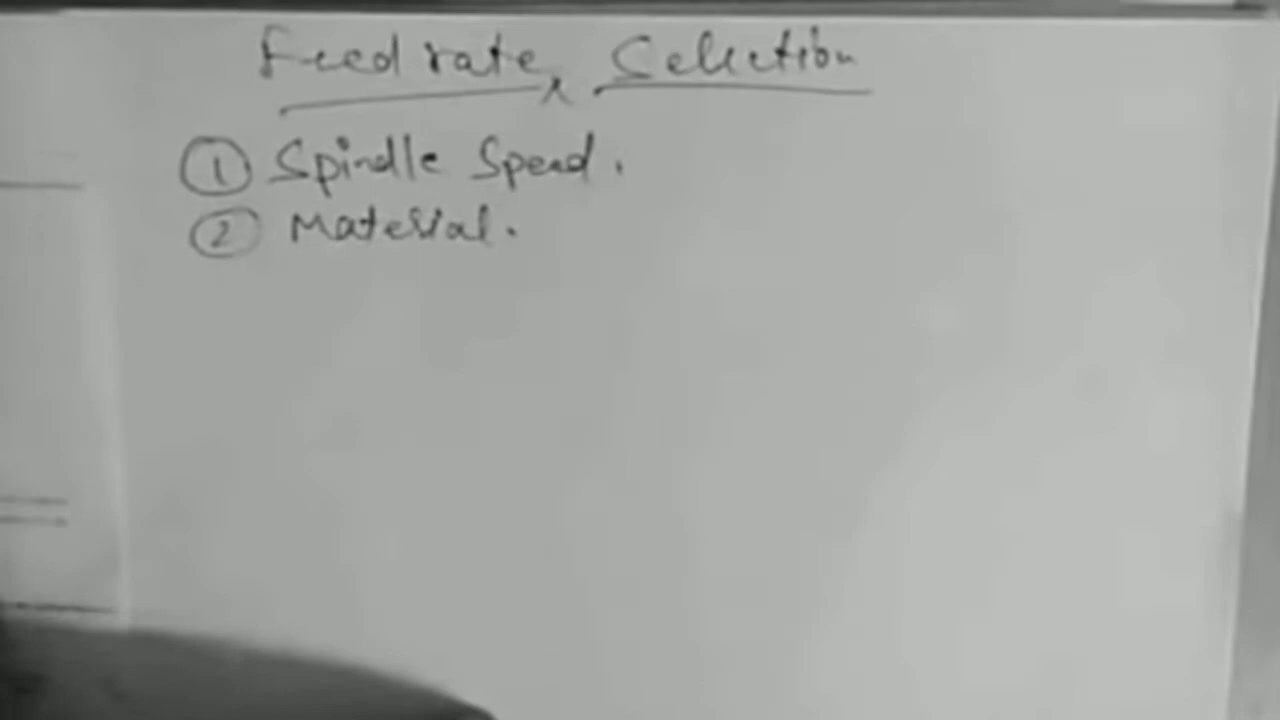 Feed rate Selection
① Spindle Speed.
② Material.